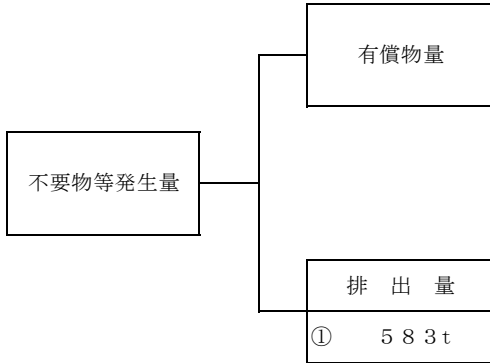 有償物量
不要物等発生量
排　出　量
①　５８３t